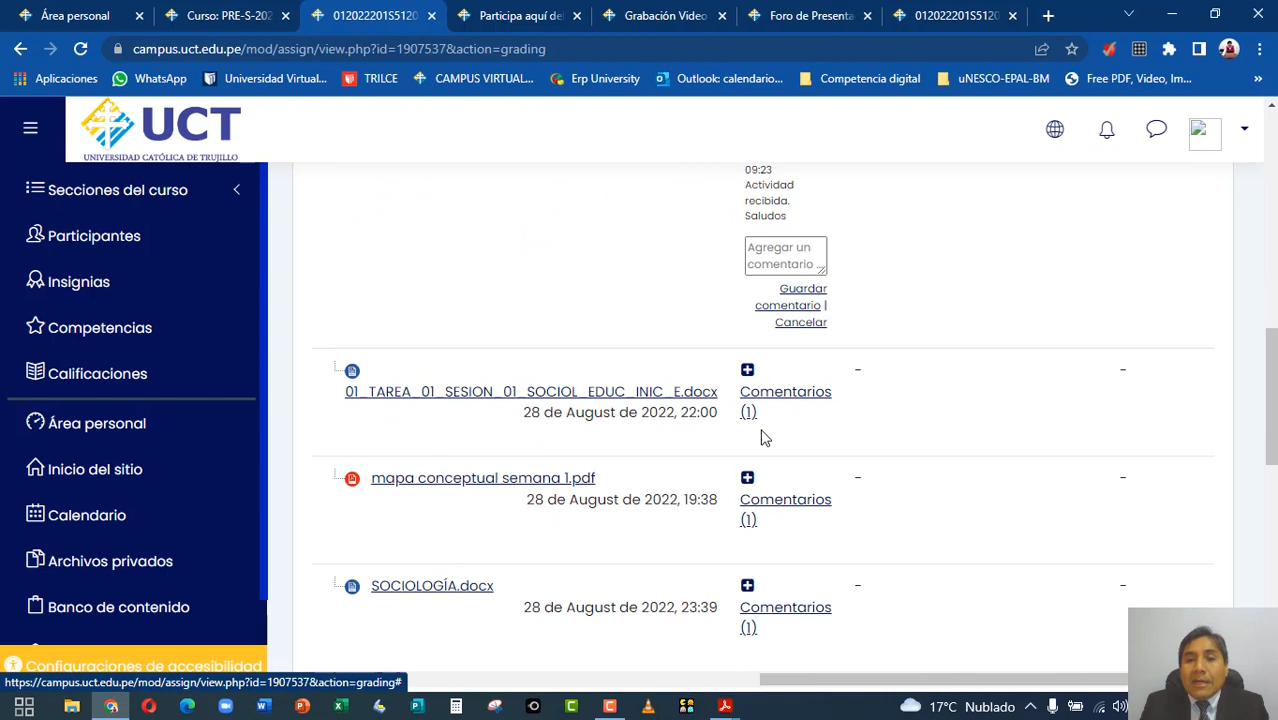 Área personal
Curso: PRE-S-202
012022201S5120
Participa aquí del
Grabación Video
Foro de Presenta
012022201S5120
campus.uct.edu.pe/mod/assign/view.php?id=1907537&action=grading
Aplicaciones
WhatsApp
Universidad Virtual...
TRILCE
CAMPUS VIRTUAL...
Erp University
Outlook: calendario...
Competencia digital
uNESCO-EPAL-BM
Free PDF, Video, Im...
»
UCT
UNIVERSIDAD CATÓLICA DE TRUJILLO
Secciones del curso
Participantes
Insignias
Competencias
Calificaciones
Área personal
Inicio del sitio
Calendario
Archivos privados
Banco de contenido
Configuraciones de accesibilidad
09:23
Actividad
recibida.
Saludos
Agregar un
comentario ...
Guardar
comentario |
Cancelar
01_TAREA_01_SESION_01_SOCIOL_EDUC_INIC_E.docx
28 de August de 2022, 22:00
Comentarios
(1)
-
-
mapa conceptual semana 1.pdf
28 de August de 2022, 19:38
Comentarios
(1)
-
-
SOCIOLOGÍA.docx
28 de August de 2022, 23:39
Comentarios
(1)
-
-
https://campus.uct.edu.pe/mod/assign/view.php?id=1907537&action=grading#
17°C Nublado